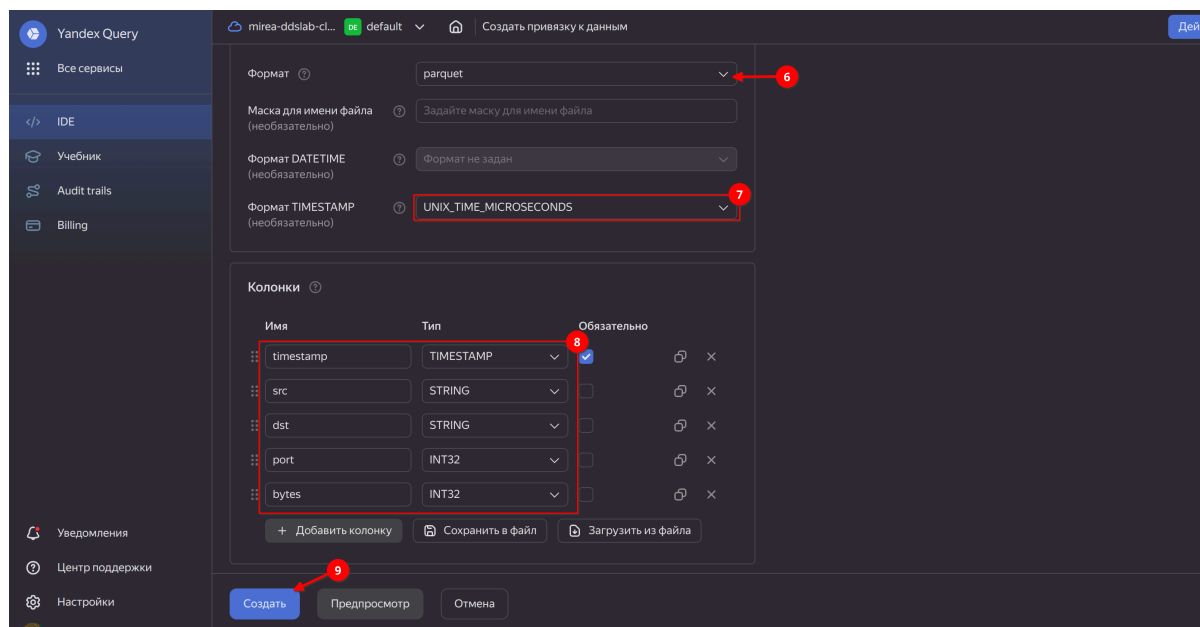 Yandex Query
mirea-ddslab-cl... DE default
Создать привязку к данным
Дей
Все сервисы
IDE
Учебник
Audit trails
Billing
Уведомления
Центр поддержки
Настройки
Формат
parquet
6
Маска для имени файла
(необязательно)
Задайте маску для имени файла
Формат DATETIME
(необязательно)
Формат не задан
Формат TIMESTAMP
(необязательно)
UNIX_TIME_MICROSECONDS
7
Колонки
Имя Тип Обязательно
8
timestamp TIMESTAMP
src STRING
dst STRING
port INT32
bytes INT32
+ Добавить колонку Сохранить в файл Загрузить из файла
9
Создать Предпросмотр Отмена